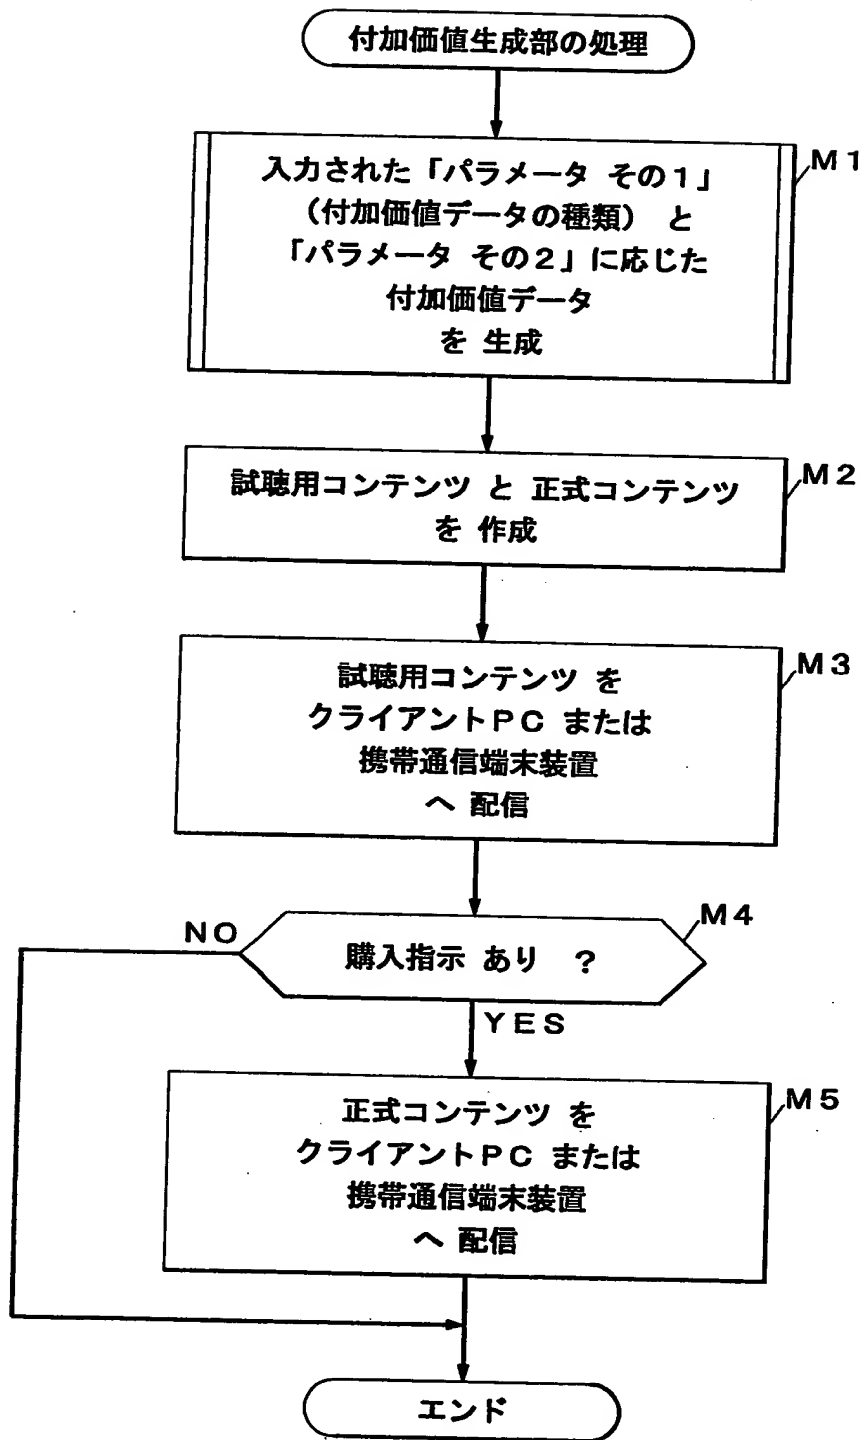 付加価値生成部の処理
M1
入力された「パラメータ その1」
(付加価値データの種類) と
「パラメータ その2」に応じた
付加価値データ
を 生成
M2
試聴用コンテンツ と 正式コンテンツ
を 作成
M3
試聴用コンテンツ を
クライアントPC または
携帯通信端末装置
へ 配信
M4
NO
購入指示 あり ?
YES
M5
正式コンテンツ を
クライアントPC または
携帯通信端末装置
へ 配信
エンド